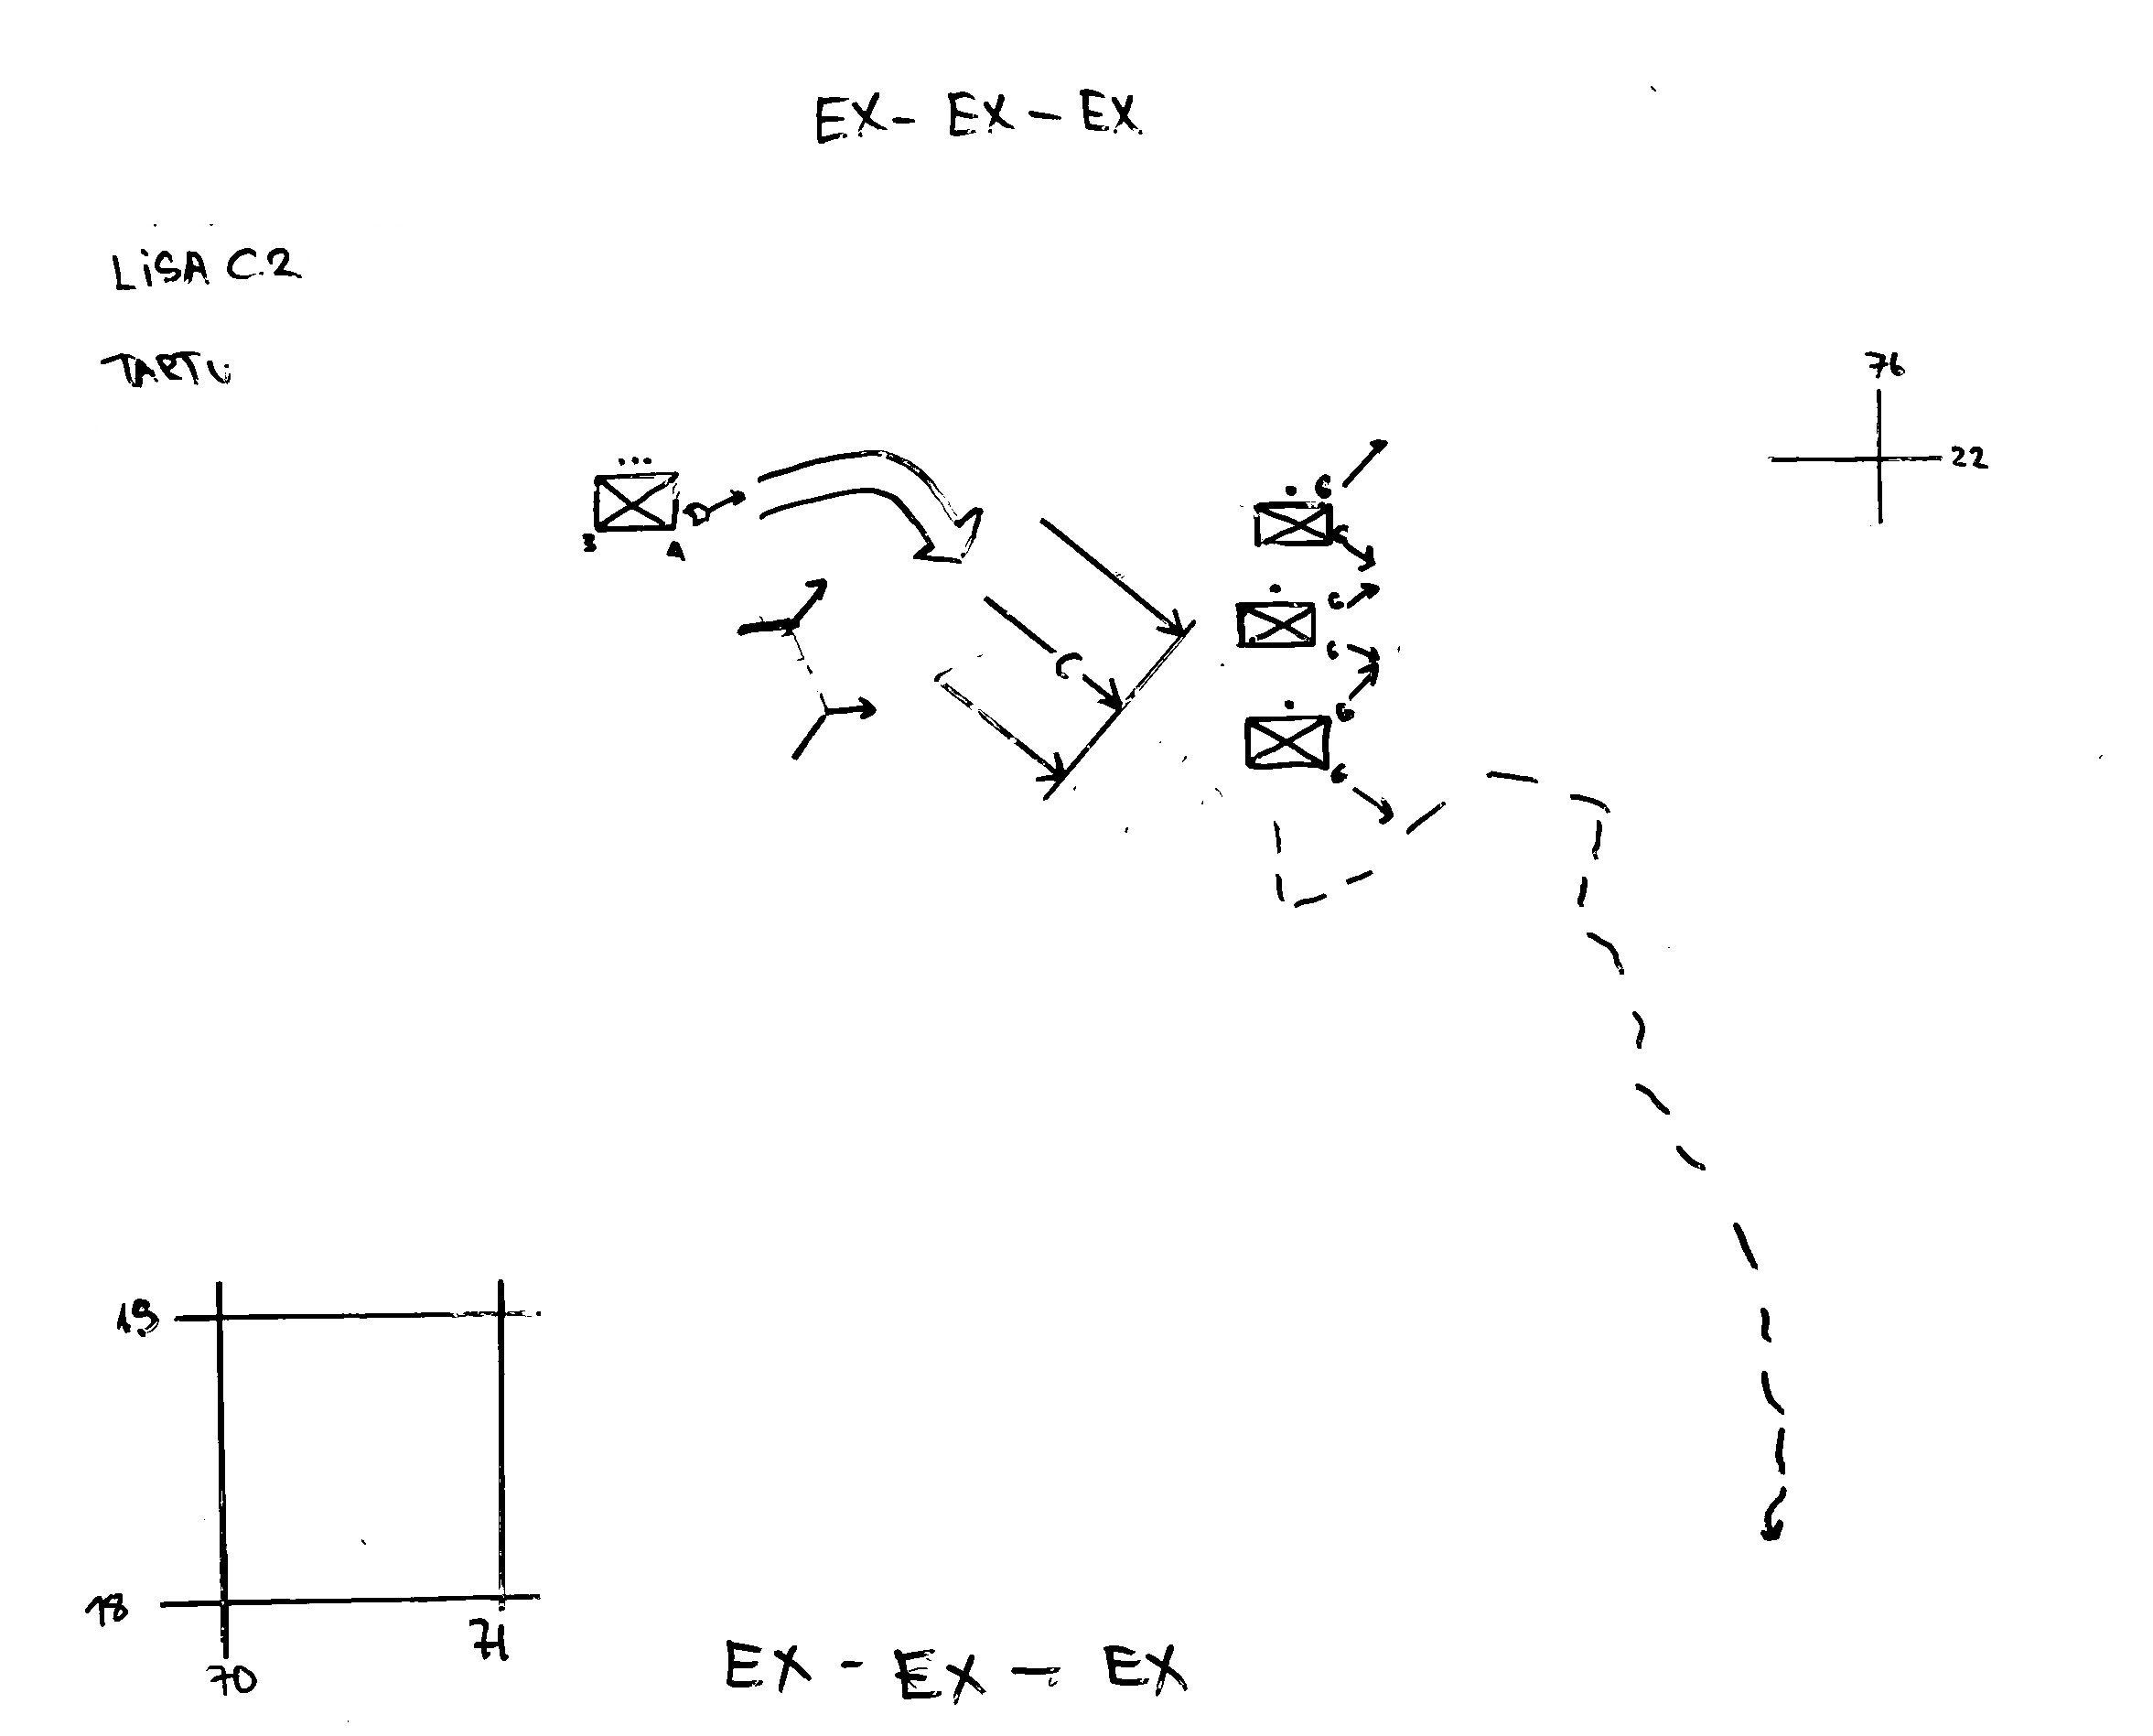 EX - EX - EX
LiSA C.2
TARTU
76
22
3 A
G
G
G
G
G
C
G
19
18
71
70
EX - EX - EX